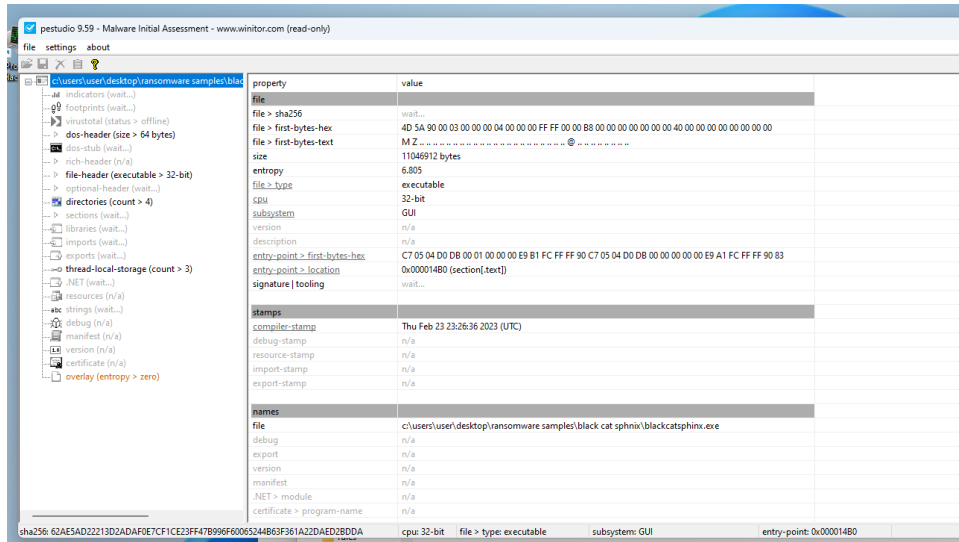 pestudio 9.59 - Malware Initial Assessment - www.winitor.com (read-only)
file settings about
c:\users\user\desktop\ransomware samples\blac
indicators (wait...)
footprints (wait...)
virustotal (status > offline)
dos-header (size > 64 bytes)
dos-stub (wait...)
rich-header (n/a)
file-header (executable > 32-bit)
optional-header (wait...)
directories (count > 4)
sections (wait...)
libraries (wait...)
imports (wait...)
exports (wait...)
thread-local-storage (count > 3)
.NET (wait...)
resources (n/a)
abc strings (wait...)
debug (n/a)
manifest (n/a)
version (n/a)
certificate (n/a)
overlay (entropy > zero)
property value
file
file > sha256 wait...
file > first-bytes-hex 4D 5A 90 00 03 00 00 00 04 00 00 00 FF FF 00 00 B8 00 00 00 00 00 00 00 40 00 00 00 00 00 00 00
file > first-bytes-text M Z .. .. .. .. .. .. .. .. .. .. .. .. .. .. .. .. .. .. .. .. @ .. .. .. .. .. .. ..
size 11046912 bytes
entropy 6.805
file > type executable
cpu 32-bit
subsystem GUI
version n/a
description n/a
entry-point > first-bytes-hex C7 05 04 D0 DB 00 01 00 00 00 E9 B1 FC FF FF 90 C7 05 04 D0 DB 00 00 00 00 00 E9 A1 FC FF FF 90 83
entry-point > location 0x000014B0 (section[.text])
signature | tooling wait...
stamps
compiler-stamp Thu Feb 23 23:26:36 2023 (UTC)
debug-stamp n/a
resource-stamp n/a
import-stamp n/a
export-stamp n/a
names
file c:\users\user\desktop\ransomware samples\black cat sphnix\blackcatsphinx.exe
debug n/a
export n/a
version n/a
manifest n/a
.NET > module n/a
certificate > program-name n/a
sha256: 62AE5AD22213D2ADAF0E7CF1CE23FF47B996F60065244B63F361A22DAED2BDDA cpu: 32-bit file > type: executable subsystem: GUI entry-point: 0x000014B0